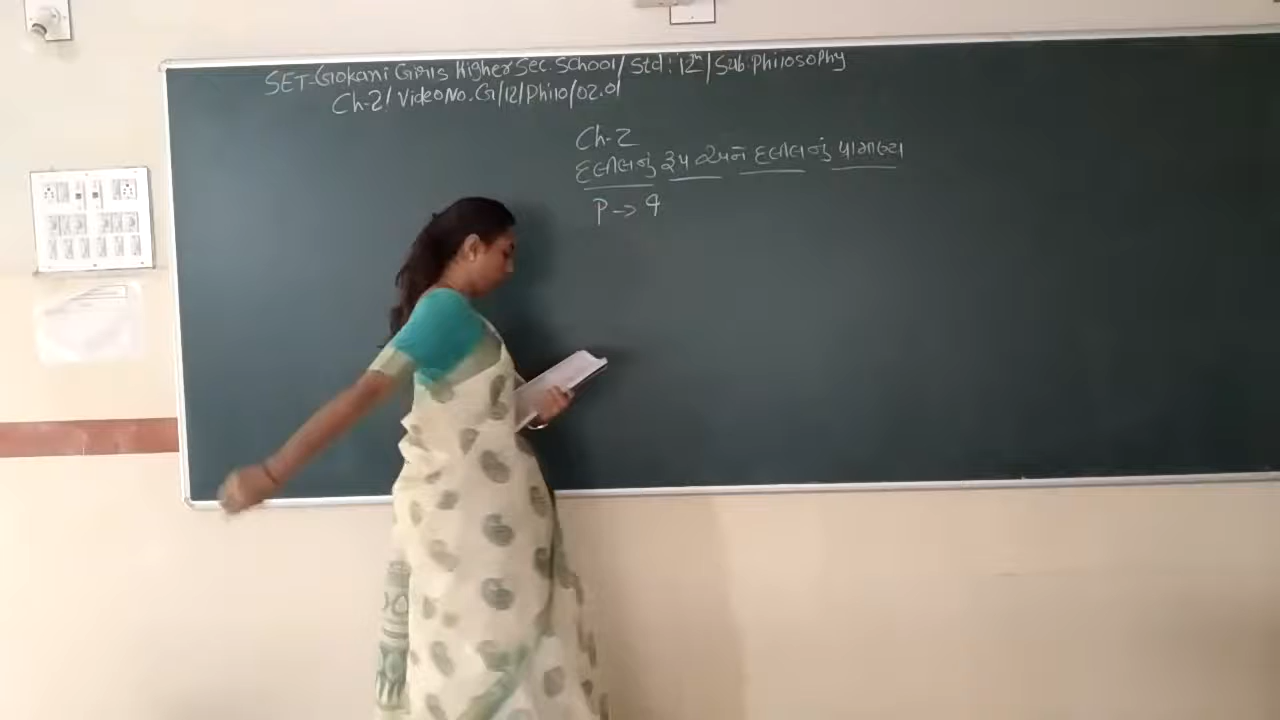 SET-Gokani Girls Higher Sec. School / Std : 12th / Sub: Philosophy
Ch-2 / Video No. G/12/Philo/02.01
Ch-2
દલીલનું રૂપ અને દલીલનું પ્રામાણ્ય
P → q